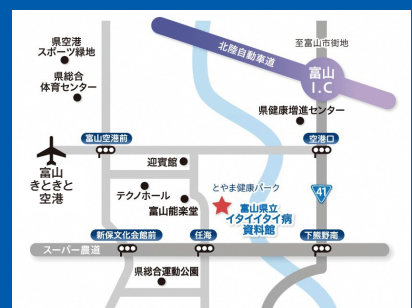 県空港
スポーツ緑地
北陸自動車道
至富山市街地
県総合
体育センター
富山
I.C
県健康増進センター
富山空港前
空港口
富山
きときと
空港
迎賓館
テクノホール
とやま健康パーク
41
富山能楽堂
富山県立
イタイイタイ病
資料館
新保文化会館前
任海
下熊野南
スーパー農道
県総合運動公園